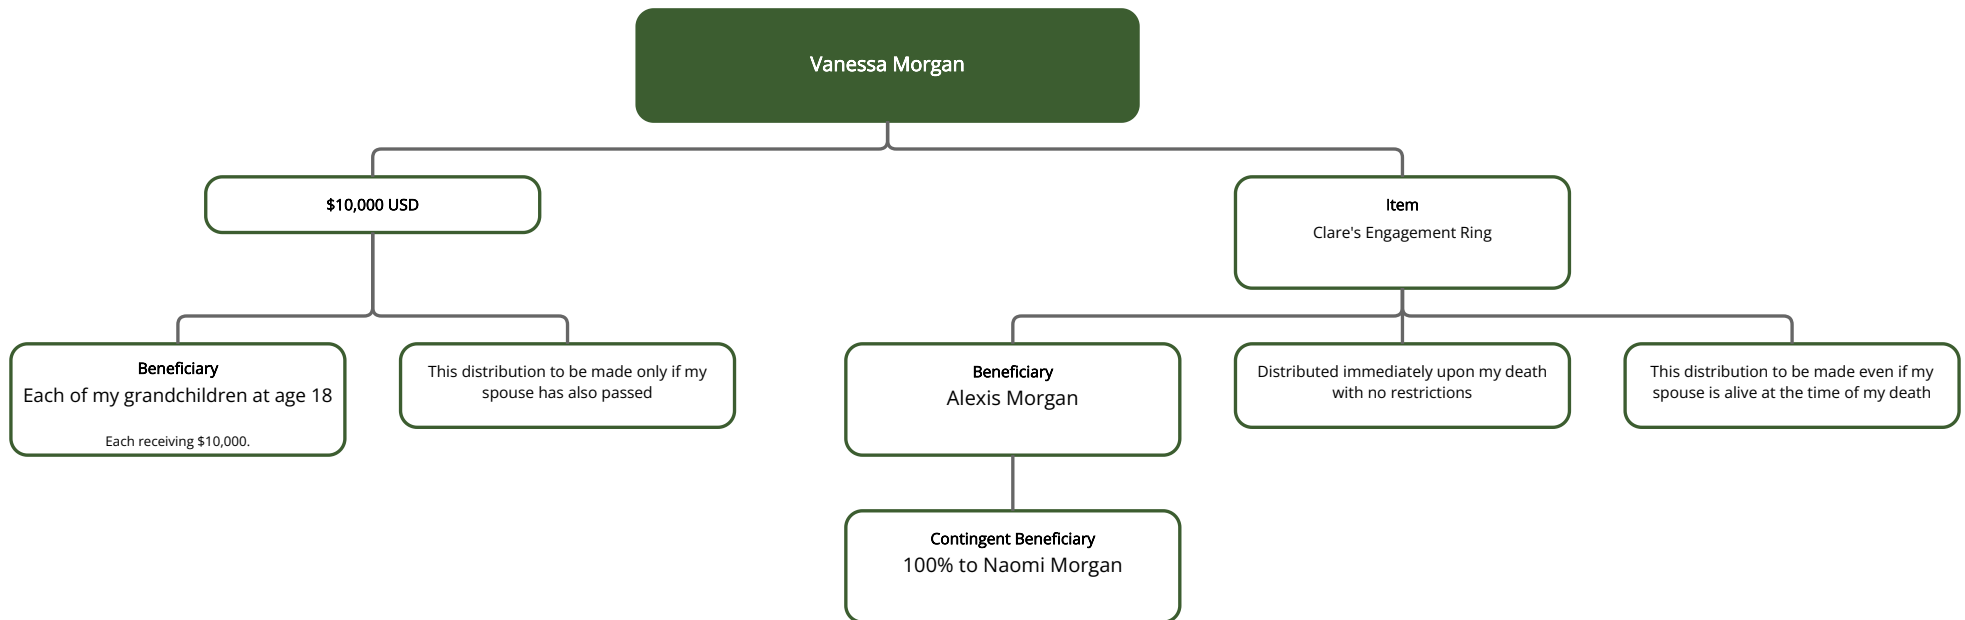 Vanessa Morgan
$10,000 USD
Item
Clare's Engagement Ring
Beneficiary
Each of my grandchildren at age 18
Each receiving $10,000.
This distribution to be made only if my
spouse has also passed
Beneficiary
Alexis Morgan
Distributed immediately upon my death
with no restrictions
This distribution to be made even if my
spouse is alive at the time of my death
Contingent Beneficiary
100% to Naomi Morgan